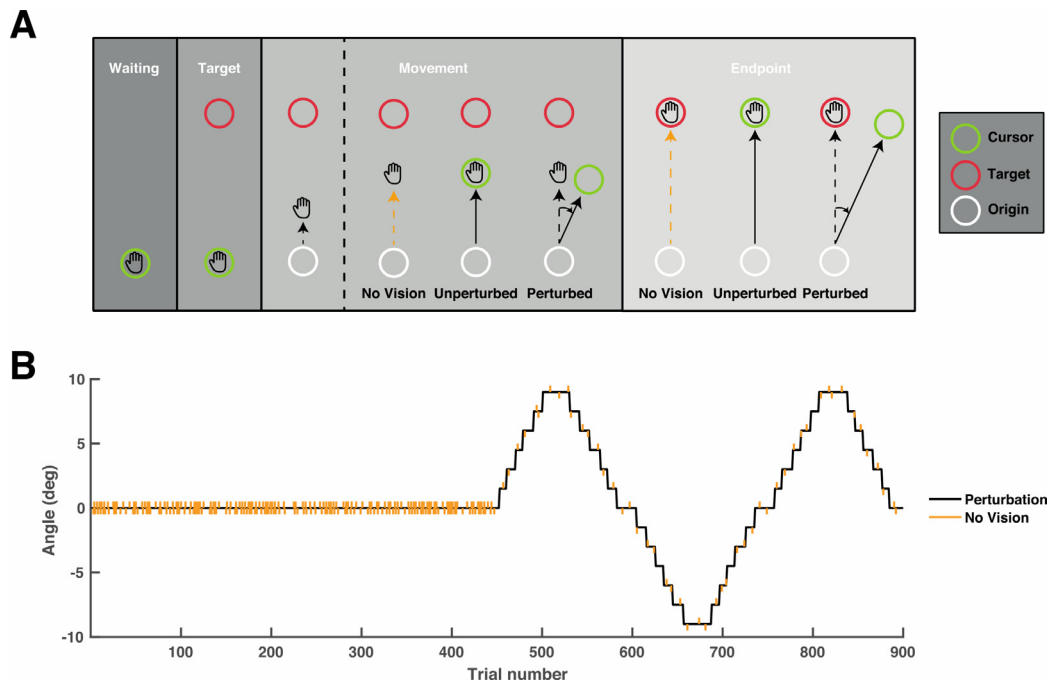 A
Waiting
Target
Movement
Endpoint
Cursor
Target
Origin
No Vision
Unperturbed
Perturbed
No Vision
Unperturbed
Perturbed
B
10
5
0
-5
-10
Angle (deg)
100
200
300
400
500
600
700
800
900
Trial number
Perturbation
No Vision